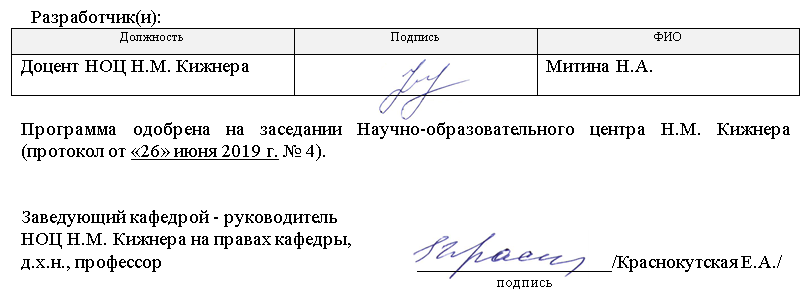 Разработчик(и):
Должность Подпись ФИО
Доцент НОЦ Н.М. Кижнера Митина Н.А.
Программа одобрена на заседании Научно-образовательного центра Н.М. Кижнера
(протокол от «26» июня 2019 г. № 4).
Заведующий кафедрой - руководитель
НОЦ Н.М. Кижнера на правах кафедры,
д.х.н., профессор /Краснокутская Е.А./
подпись